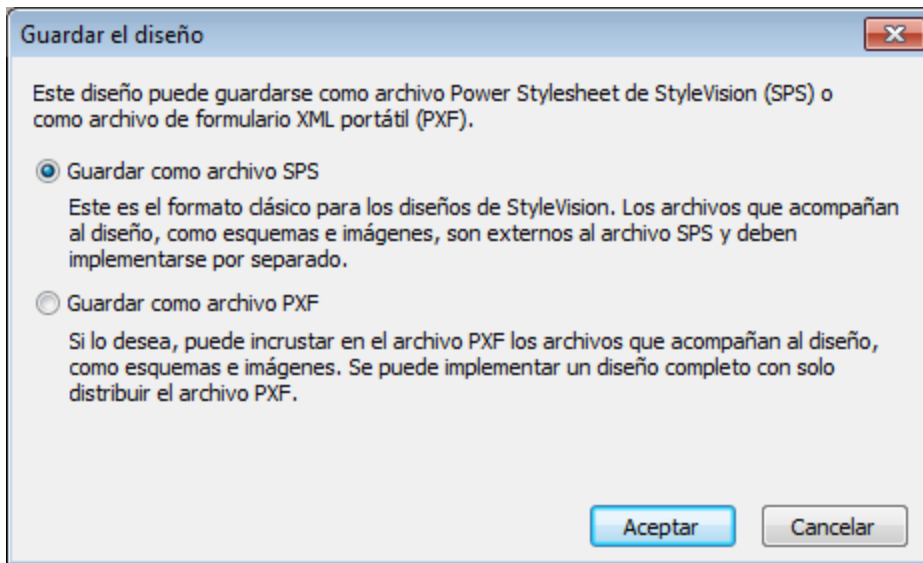 Guardar el diseño
Este diseño puede guardarse como archivo Power Stylesheet de StyleVision (SPS) o
como archivo de formulario XML portátil (PXF).
Guardar como archivo SPS
Este es el formato clásico para los diseños de StyleVision. Los archivos que acompañan
al diseño, como esquemas e imágenes, son externos al archivo SPS y deben
implementarse por separado.
Guardar como archivo PXF
Si lo desea, puede incrustar en el archivo PXF los archivos que acompañan al diseño,
como esquemas e imágenes. Se puede implementar un diseño completo con solo
distribuir el archivo PXF.
Aceptar
Cancelar